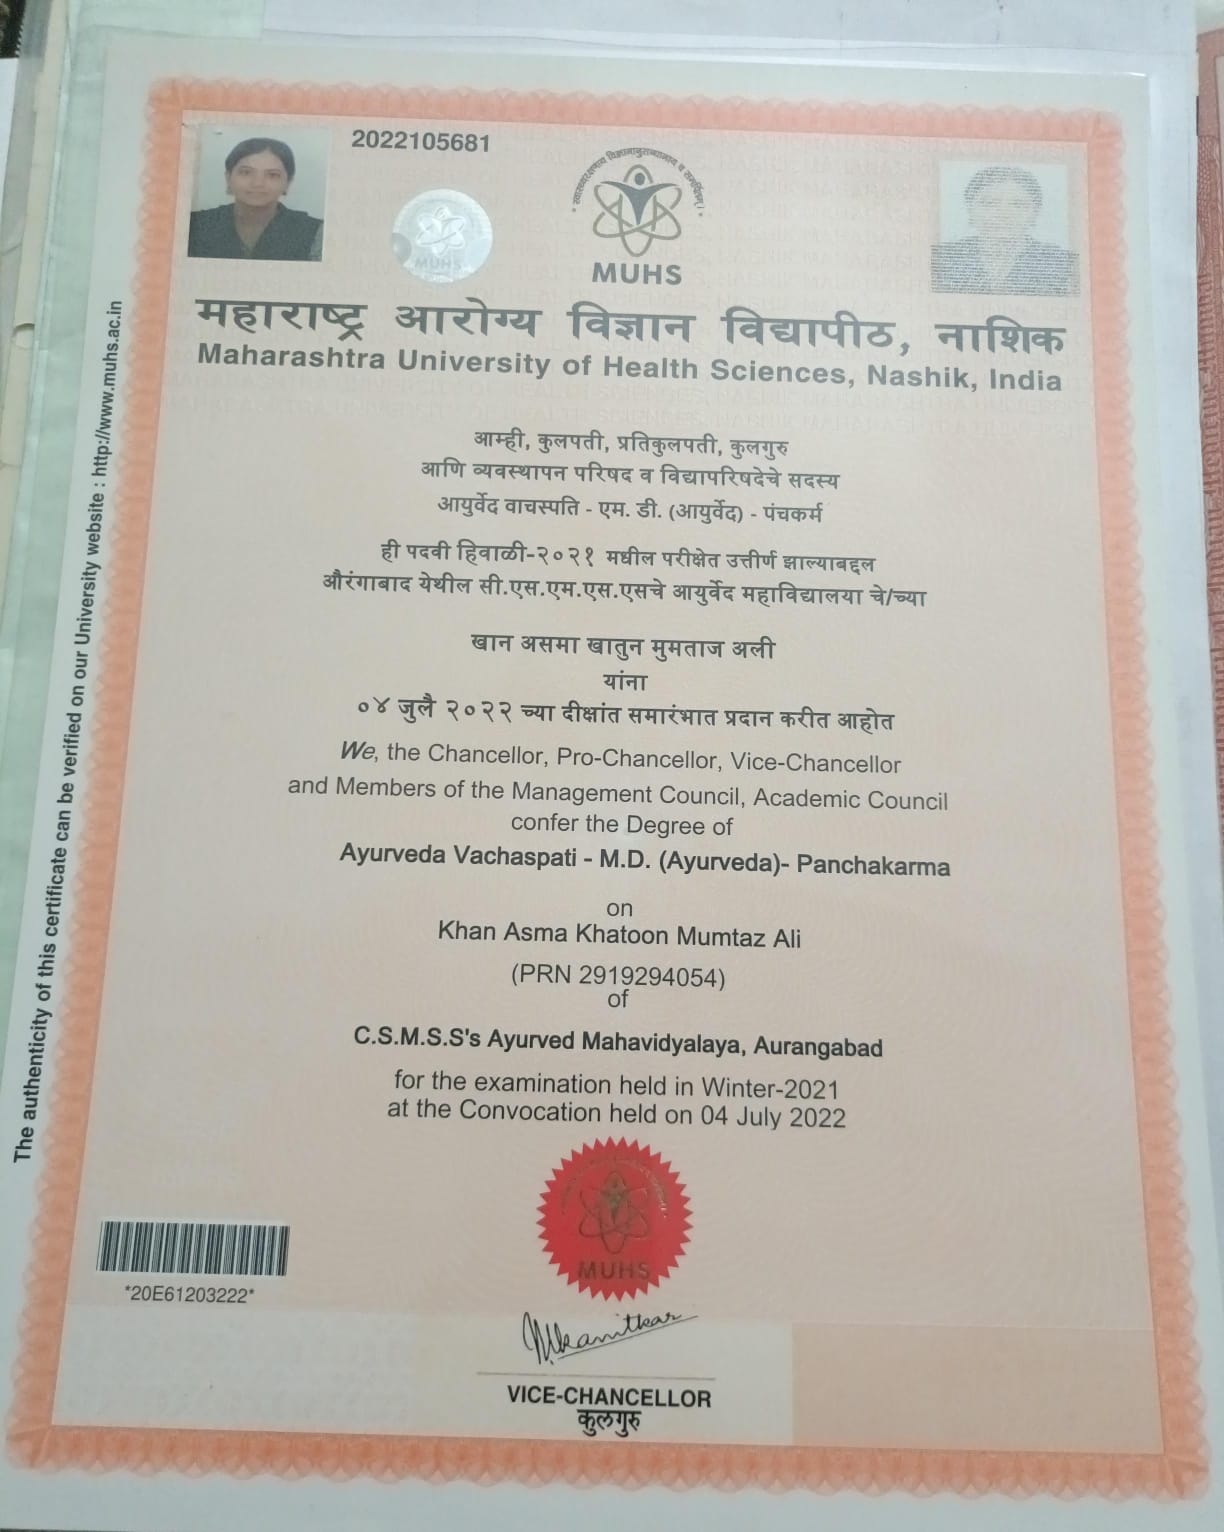 2022105681
स्वास्थ्यरक्षणाय विज्ञानानुसन्धानाय च समर्पितम्।
MUHS
MUHS
महाराष्ट्र आरोग्य विज्ञान विद्यापीठ, नाशिक
Maharashtra University of Health Sciences, Nashik, India
आम्ही, कुलपती, प्रतिकुलपती, कुलगुरु
आणि व्यवस्थापन परिषद व विद्यापरिषदेचे सदस्य
आयुर्वेद वाचस्पति - एम. डी. (आयुर्वेद) - पंचकर्म
ही पदवी हिवाळी-२०२१ मधील परीक्षेत उत्तीर्ण झाल्याबद्दल
औरंगाबाद येथील सी.एस.एम.एस.एसचे आयुर्वेद महाविद्यालया चे/च्या
खान असमा खातुन मुमताज अली
यांना
०४ जुलै २०२२ च्या दीक्षांत समारंभात प्रदान करीत आहोत
We, the Chancellor, Pro-Chancellor, Vice-Chancellor
and Members of the Management Council, Academic Council
confer the Degree of
Ayurveda Vachaspati - M.D. (Ayurveda)- Panchakarma
on
Khan Asma Khatoon Mumtaz Ali
(PRN 2919294054)
of
C.S.M.S.S's Ayurved Mahavidyalaya, Aurangabad
for the examination held in Winter-2021
at the Convocation held on 04 July 2022
MUHS
*20E61203222*
VICE-CHANCELLOR
कुलगुरु
The authenticity of this certificate can be verified on our University website : http://www.muhs.ac.in